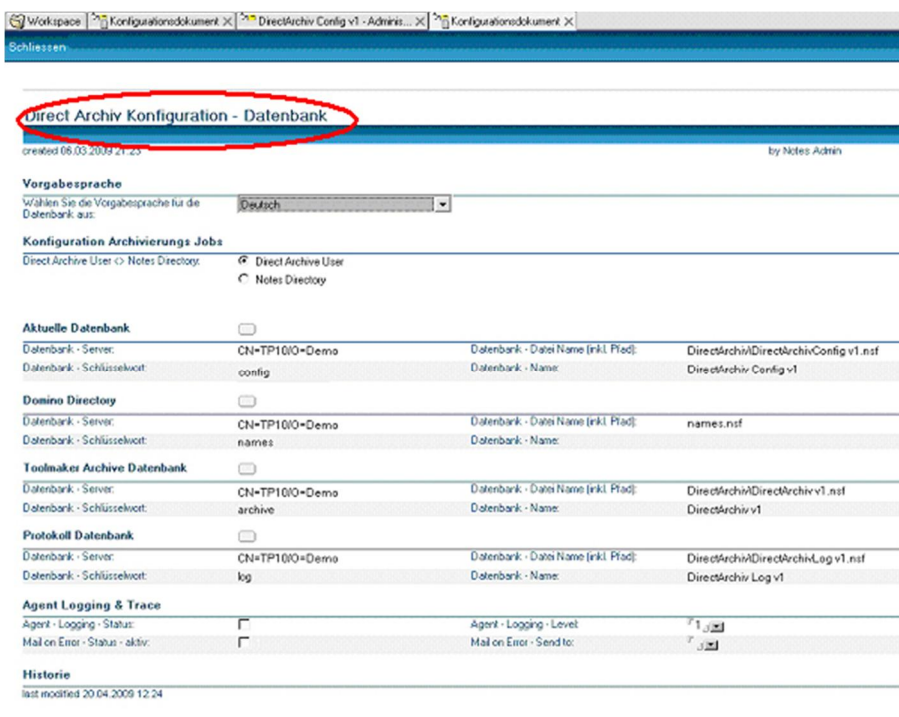 Workspace Konfigurationsdokument DirectArchiv Config v1 - Adminis... Konfigurationsdokument
Schliessen
Direct Archiv Konfiguration - Datenbank
created 06.03.2009 21:23 by Notes Admin
Vorgabesprache
Wählen Sie die Vorgabesprache für die Deutsch
Datenbank aus:
Konfiguration Archivierungs Jobs
Direct Archive User <> Notes Directory: Direct Archive User
Notes Directory
Aktuelle Datenbank
Datenbank - Server: CN=TP10/O=Demo Datenbank - Datei Name (inkl. Pfad): DirectArchiv\DirectArchivConfig v1.nsf
Datenbank - Schlüsselwort: config Datenbank - Name: DirectArchiv Config v1
Domino Directory
Datenbank - Server: CN=TP10/O=Demo Datenbank - Datei Name (inkl. Pfad): names.nsf
Datenbank - Schlüsselwort: names Datenbank - Name:
Toolmaker Archive Datenbank
Datenbank - Server: CN=TP10/O=Demo Datenbank - Datei Name (inkl. Pfad): DirectArchiv\DirectArchiv v1.nsf
Datenbank - Schlüsselwort: archive Datenbank - Name: DirectArchiv v1
Protokoll Datenbank
Datenbank - Server: CN=TP10/O=Demo Datenbank - Datei Name (inkl. Pfad): DirectArchiv\DirectArchivLog v1.nsf
Datenbank - Schlüsselwort: log Datenbank - Name: DirectArchiv Log v1
Agent Logging & Trace
Agent - Logging - Status: Agent - Logging - Level: 1
Mail on Error - Status - aktiv: Mail on Error - Send to:
Historie
last modified 20.04.2009 12:24